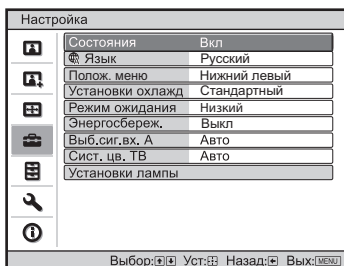 Настройка
Состояния Вкл
Язык Русский
Полож. меню Нижний левый
Установки охлажд Стандартный
Режим ожидания Низкий
Энергосбереж. Выкл
Выб.сиг.вх. А Авто
Сист. цв. ТВ Авто
Установки лампы
Выбор: Уст: Назад: Вых: MENU